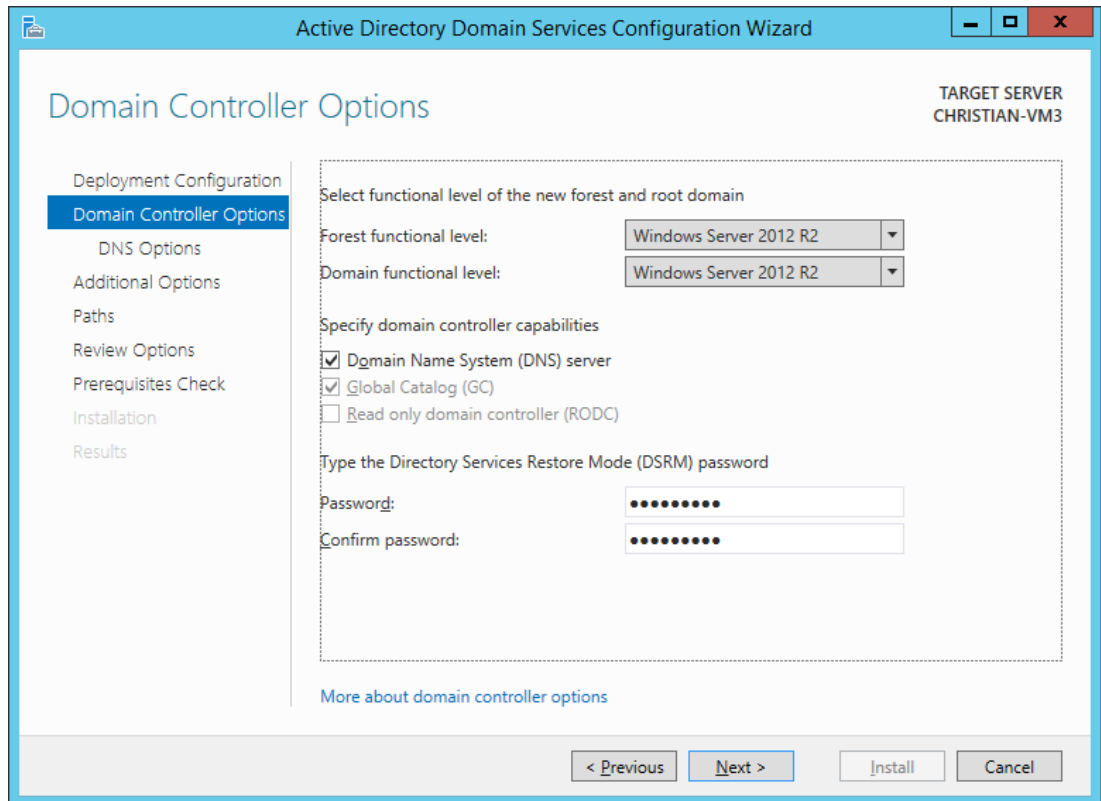 Active Directory Domain Services Configuration Wizard
Domain Controller Options
TARGET SERVER
CHRISTIAN-VM3
Deployment Configuration
Domain Controller Options
DNS Options
Additional Options
Paths
Review Options
Prerequisites Check
Installation
Results
Select functional level of the new forest and root domain
Forest functional level: Windows Server 2012 R2
Domain functional level: Windows Server 2012 R2
Specify domain controller capabilities
Domain Name System (DNS) server
Global Catalog (GC)
Read only domain controller (RODC)
Type the Directory Services Restore Mode (DSRM) password
Password: •••••••••
Confirm password: •••••••••
More about domain controller options
< Previous Next > Install Cancel